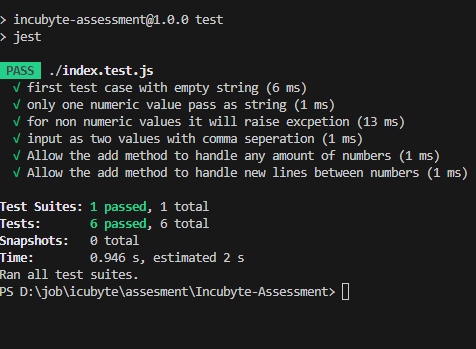 > incubyte-assessment@1.0.0 test
> jest
PASS ./index.test.js
√ first test case with empty string (6 ms)
√ only one numeric value pass as string (1 ms)
√ for non numeric values it will raise excpetion (13 ms)
√ input as two values with comma seperation (1 ms)
√ Allow the add method to handle any amount of numbers (1 ms)
√ Allow the add method to handle new lines between numbers (1 ms)
Test Suites: 1 passed, 1 total
Tests: 6 passed, 6 total
Snapshots: 0 total
Time: 0.946 s, estimated 2 s
Ran all test suites.
PS D:\job\icubyte\assesment\Incubyte-Assessment>